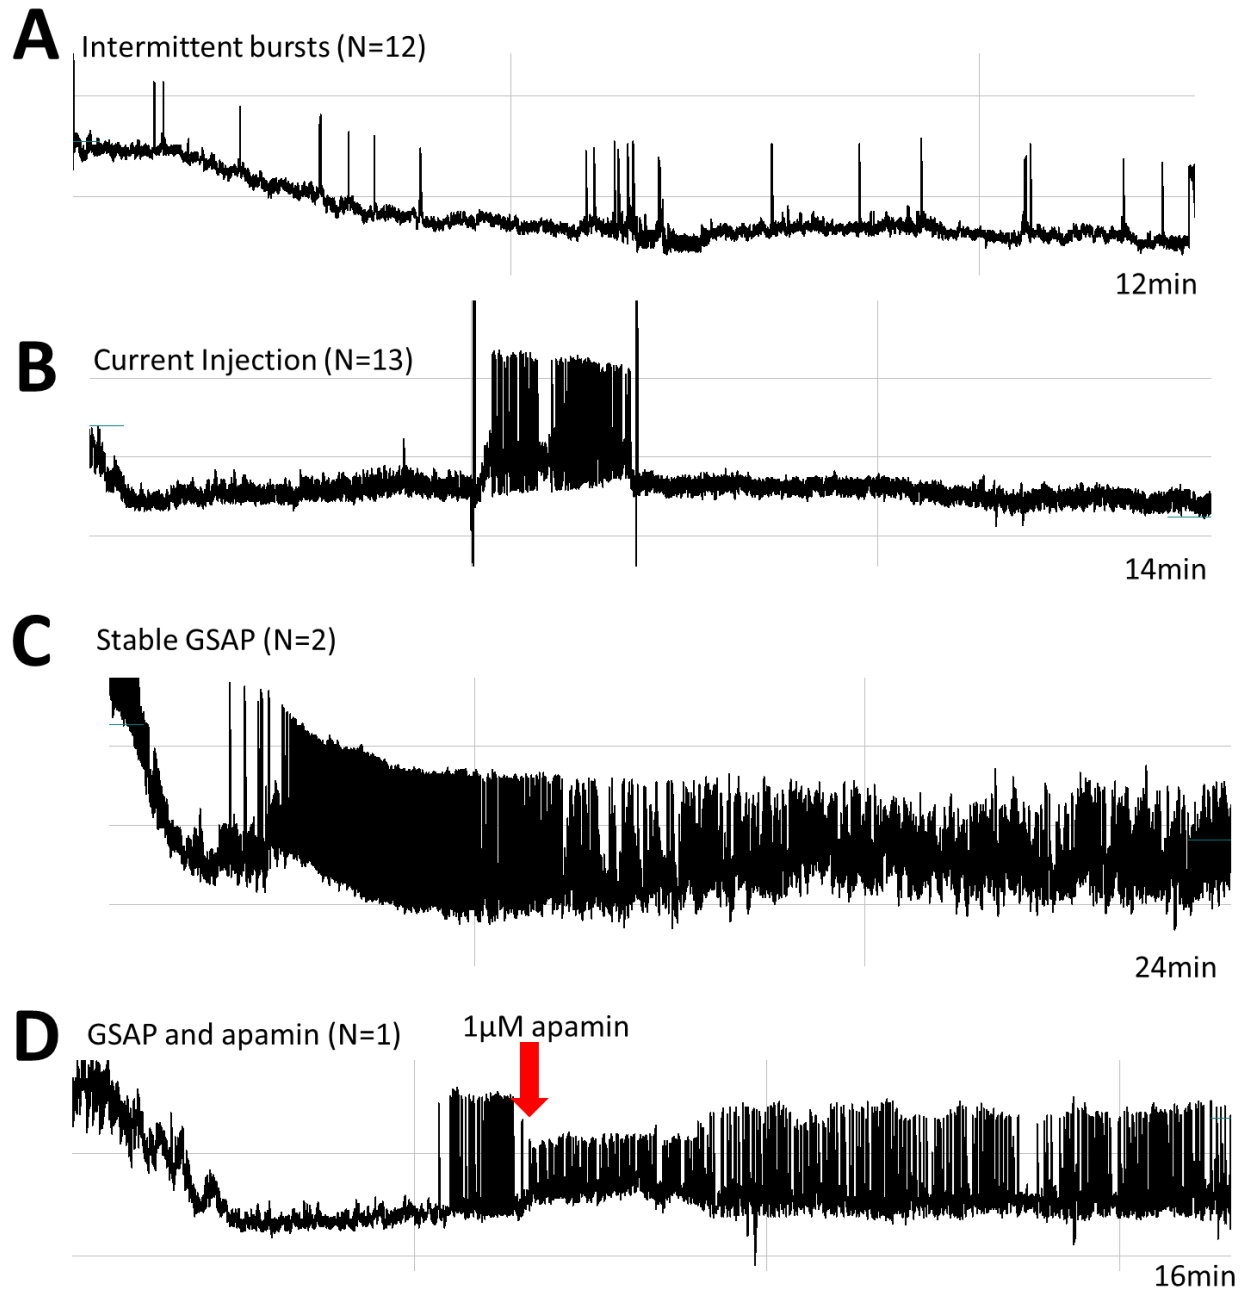 A
Intermittent bursts (N=12)
12min
B
Current Injection (N=13)
14min
C
Stable GSAP (N=2)
24min
D
GSAP and apamin (N=1)
1µM apamin
16min